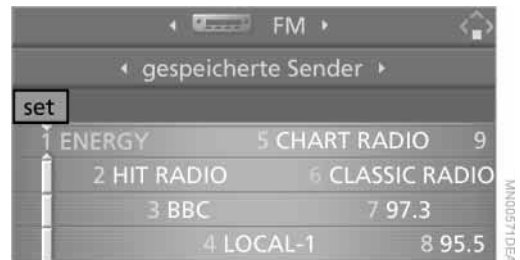 FM
gespeicherte Sender
set
1 ENERGY 5 CHART RADIO 9
2 HIT RADIO 6 CLASSIC RADIO
3 BBC 7 97.3
4 LOCAL-1 8 95.5
MN00571DEA